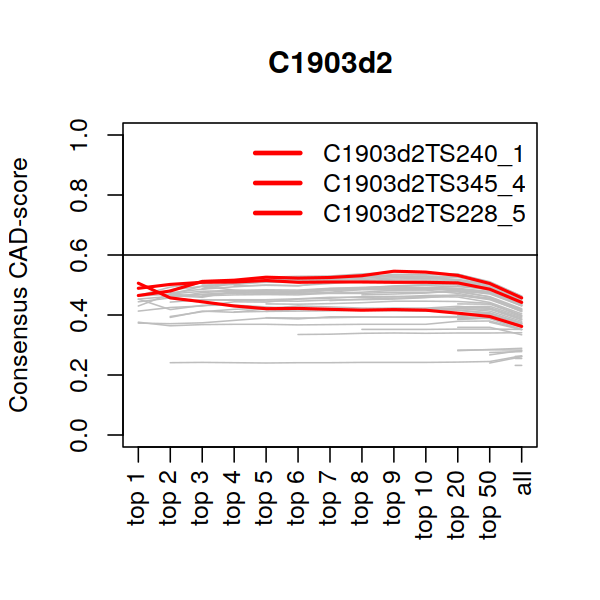 C1903d2
Consensus CAD-score
1.0
0.8
0.6
0.4
0.2
0.0
C1903d2TS240_1
C1903d2TS345_4
C1903d2TS228_5
top 1
top 2
top 3
top 4
top 5
top 6
top 7
top 8
top 9
top 10
top 20
top 50
all